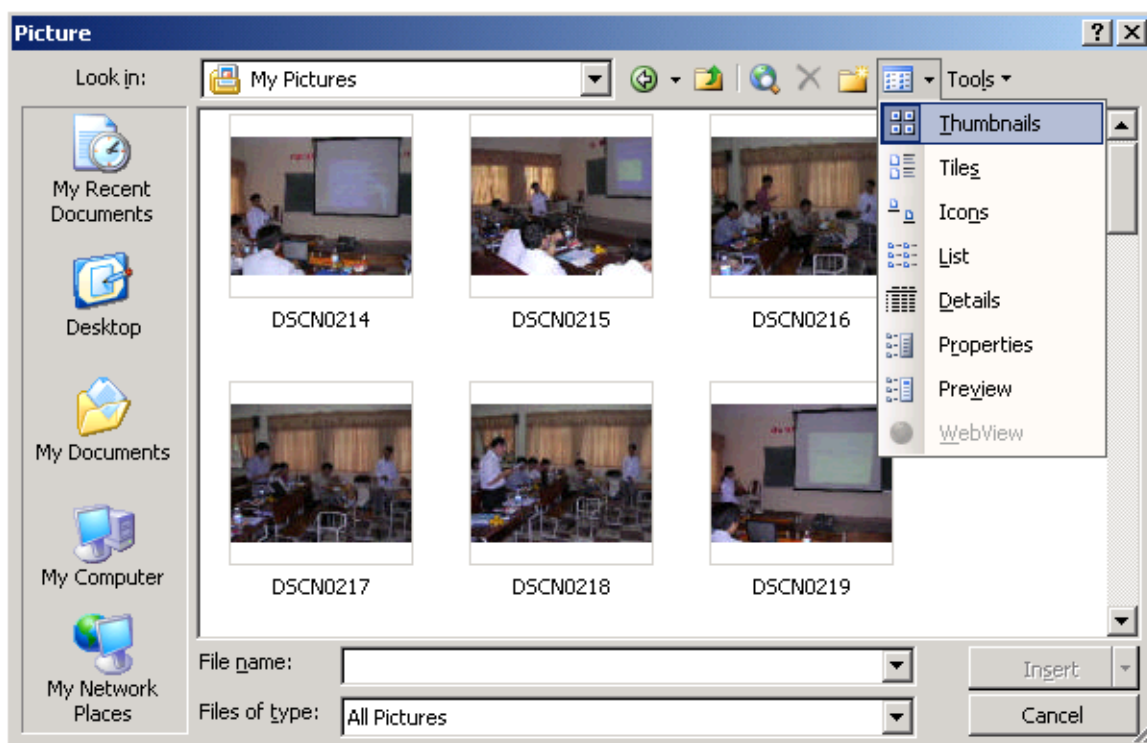 Picture
?
Look in:
My Pictures
Tools
My Recent
Documents
Desktop
My Documents
My Computer
My Network
Places
DSCN0214
DSCN0215
DSCN0216
DSCN0217
DSCN0218
DSCN0219
Thumbnails
Tiles
Icons
List
Details
Properties
Preview
WebView
File name:
Files of type:
All Pictures
Insert
Cancel